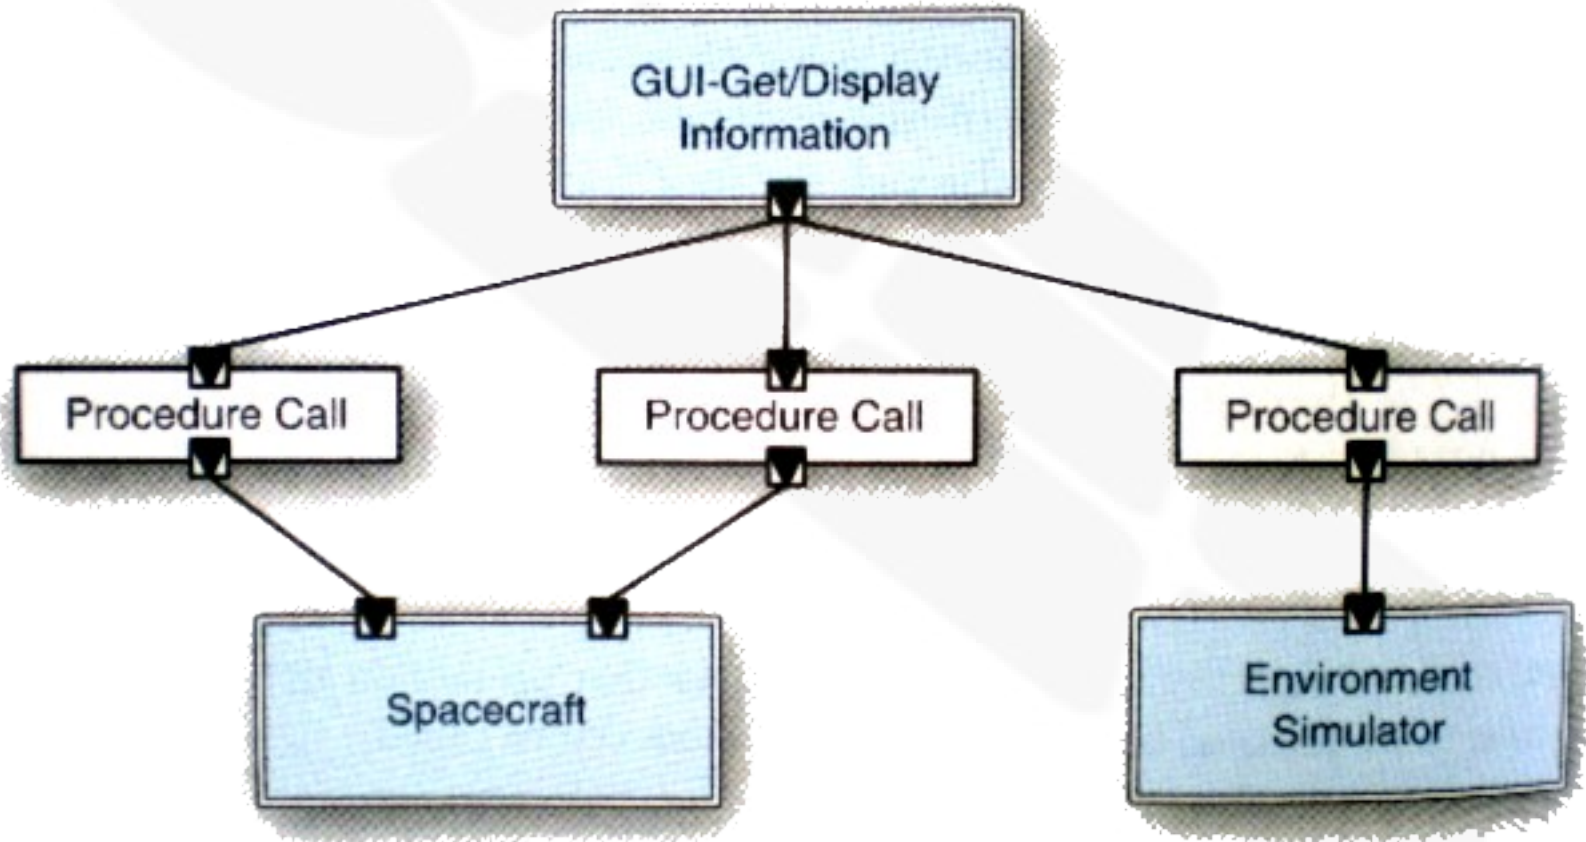 GUI-Get/Display
Information
Procedure Call
Procedure Call
Procedure Call
Spacecraft
Environment
Simulator